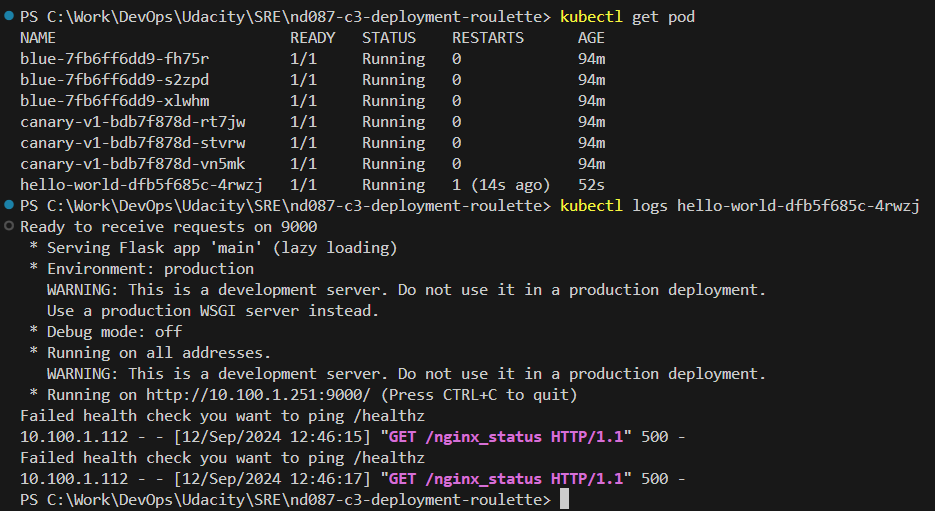 PS C:\Work\DevOps\Udacity\SRE\nd087-c3-deployment-roulette> kubectl get pod
NAME READY STATUS RESTARTS AGE
blue-7fb6ff6dd9-fh75r 1/1 Running 0 94m
blue-7fb6ff6dd9-s2zpd 1/1 Running 0 94m
blue-7fb6ff6dd9-xlwhm 1/1 Running 0 94m
canary-v1-bdb7f878d-rt7jw 1/1 Running 0 94m
canary-v1-bdb7f878d-stvrw 1/1 Running 0 94m
canary-v1-bdb7f878d-vn5mk 1/1 Running 0 94m
hello-world-dfb5f685c-4rwzj 1/1 Running 1 (14s ago) 52s
PS C:\Work\DevOps\Udacity\SRE\nd087-c3-deployment-roulette> kubectl logs hello-world-dfb5f685c-4rwzj
Ready to receive requests on 9000
* Serving Flask app 'main' (lazy loading)
* Environment: production
WARNING: This is a development server. Do not use it in a production deployment.
Use a production WSGI server instead.
* Debug mode: off
* Running on all addresses.
WARNING: This is a development server. Do not use it in a production deployment.
* Running on http://10.100.1.251:9000/ (Press CTRL+C to quit)
Failed health check you want to ping /healthz
10.100.1.112 - - [12/Sep/2024 12:46:15] "GET /nginx_status HTTP/1.1" 500 -
Failed health check you want to ping /healthz
10.100.1.112 - - [12/Sep/2024 12:46:17] "GET /nginx_status HTTP/1.1" 500 -
PS C:\Work\DevOps\Udacity\SRE\nd087-c3-deployment-roulette>